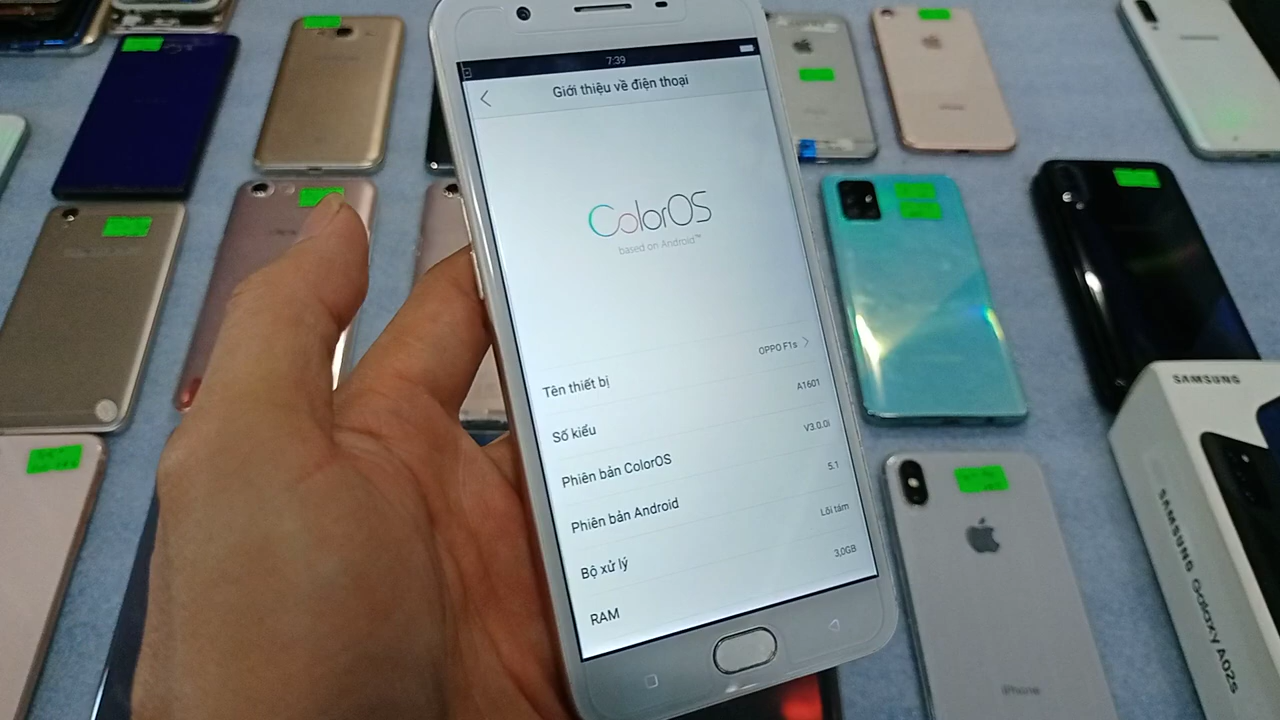 7:39
Giới thiệu về điện thoại
ColorOS
based on Android™
Tên thiết bị OPPO F1s
Số kiểu A1601
Phiên bản ColorOS V3.0.0i
Phiên bản Android 5.1
Bộ xử lý Lõi tám
RAM 3,0GB
SAMSUNG
SAMSUNG Galaxy A02s
iPhone